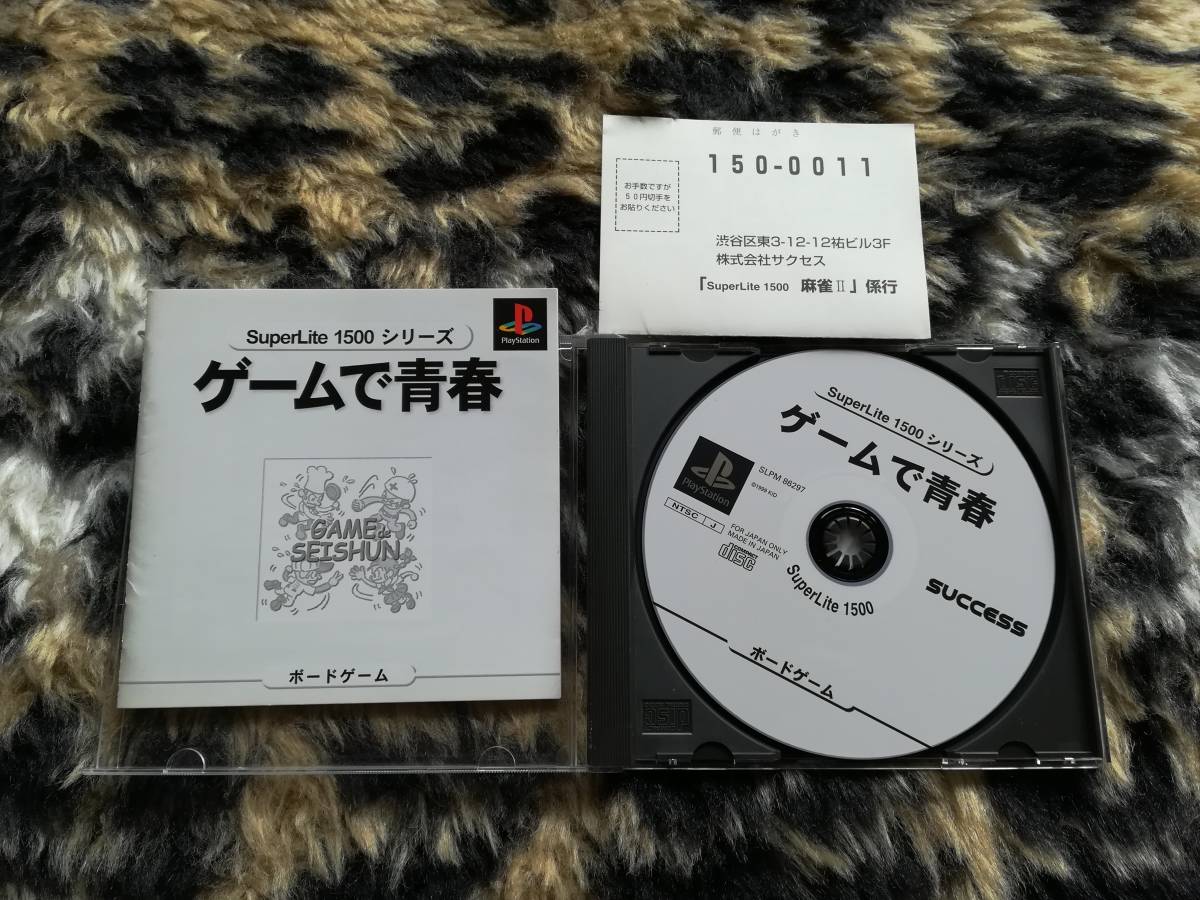 郵便はがき
150-0011
お手数ですが
50円切手を
お貼りください
渋谷区東3-12-12祐ビル3F
株式会社サクセス
「SuperLite 1500 麻雀Ⅱ」係行
SuperLite 1500 シリーズ
PlayStation
ゲームで青春
GAME de
SEISHUN
ボードゲーム
SuperLite 1500 シリーズ
ゲームで青春
PlayStation
SLPM 86297
©1998 KID
NTSC J
FOR JAPAN ONLY
MADE IN JAPAN
COMPACT
disc
SuperLite 1500
SUCCESS
ボードゲーム